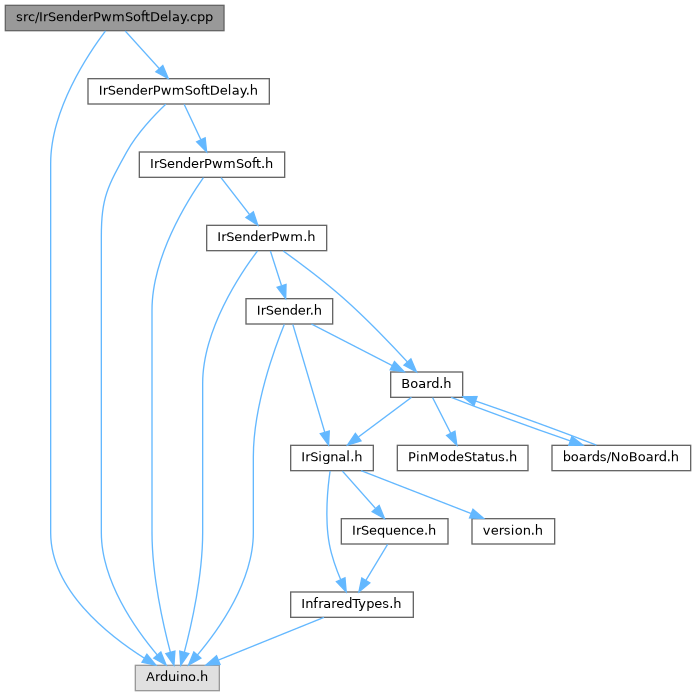 src/IrSenderPwmSoftDelay.cpp
IrSenderPwmSoftDelay.h
IrSenderPwmSoft.h
IrSenderPwm.h
IrSender.h
Board.h
IrSignal.h
PinModeStatus.h
boards/NoBoard.h
IrSequence.h
version.h
InfraredTypes.h
Arduino.h